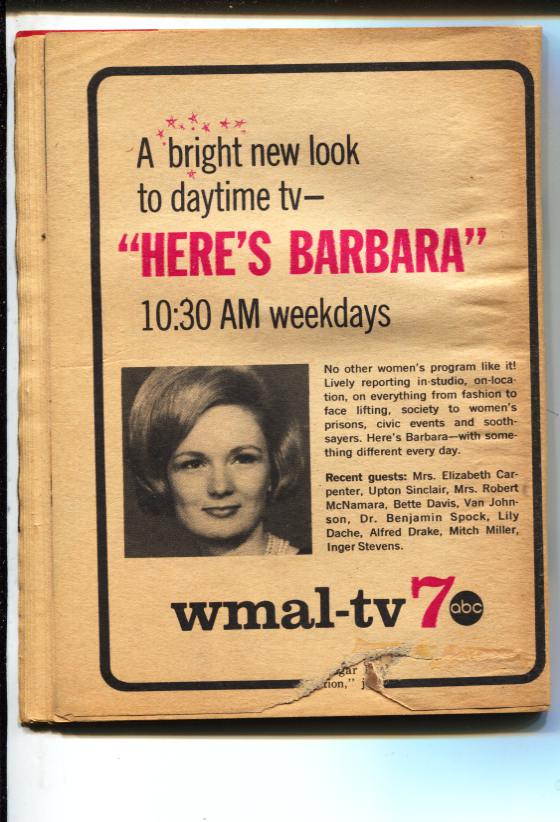 A bright new look
to daytime tv—
“HERE’S BARBARA”
10:30 AM weekdays
No other women’s program like it!
Lively reporting in-studio, on-loca-
tion, on everything from fashion to
face lifting, society to women’s
prisons, civic events and sooth-
sayers. Here’s Barbara—with some-
thing different every day.
Recent guests: Mrs. Elizabeth Car-
penter, Upton Sinclair, Mrs. Robert
McNamara, Bette Davis, Van John-
son, Dr. Benjamin Spock, Lily
Dache, Alfred Drake, Mitch Miller,
Inger Stevens.
wmal-tv 7 abc